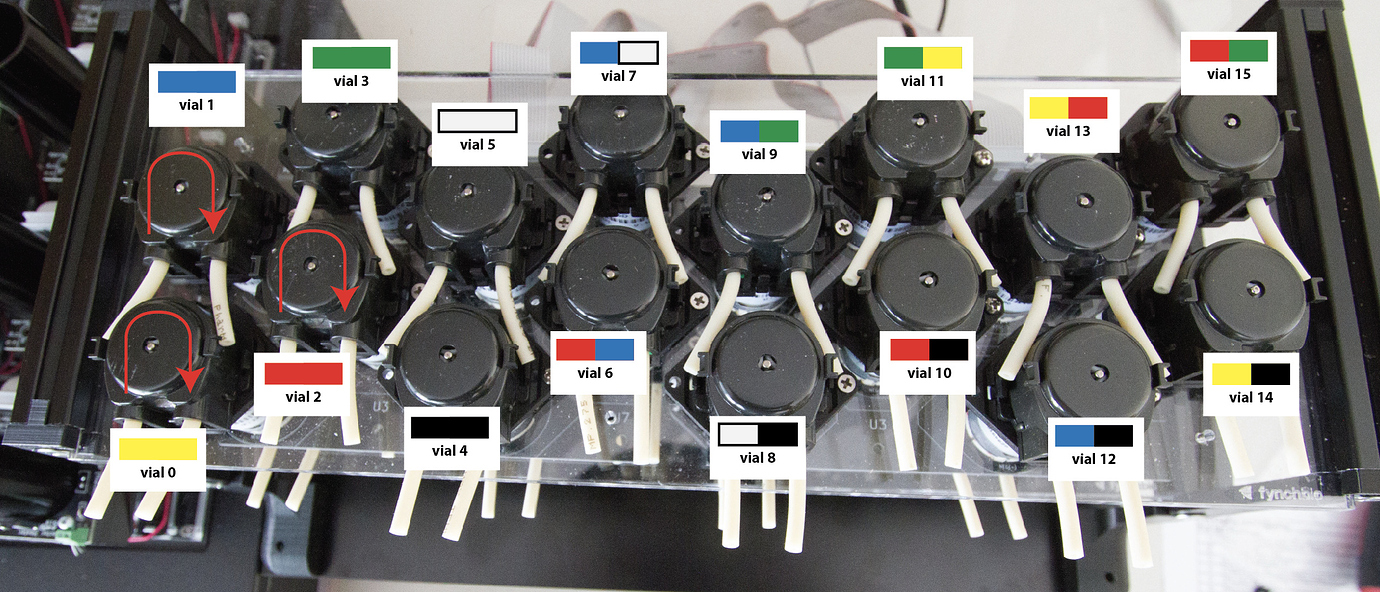 vial 1
vial 3
vial 5
vial 7
vial 9
vial 11
vial 13
vial 15
vial 0
vial 2
vial 4
vial 6
vial 8
vial 10
vial 12
vial 14
U3
U7
U3
fynchbio